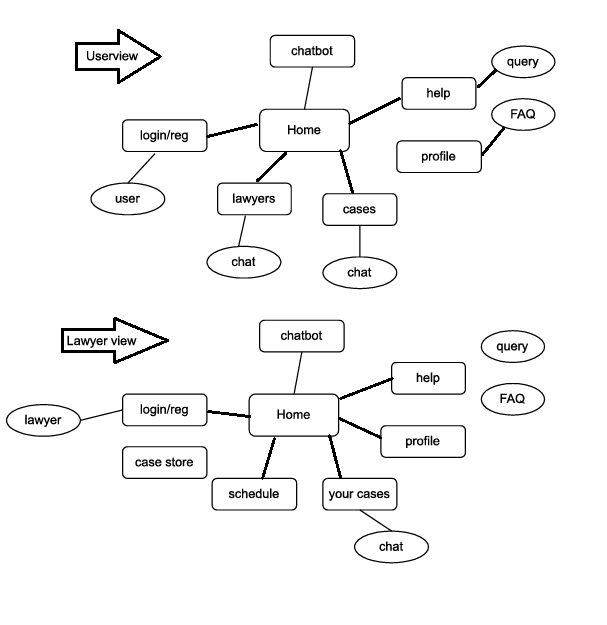 Userview
chatbot
query
help
FAQ
login/reg
Home
profile
user
lawyers
cases
chat
chat
Lawyer view
chatbot
query
help
FAQ
lawyer
login/reg
Home
profile
case store
schedule
your cases
chat